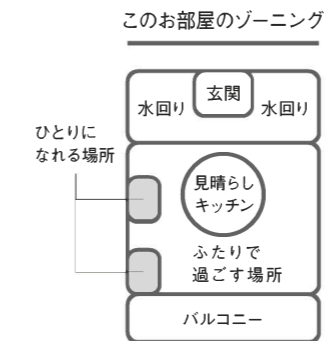 このお部屋のゾーニング
玄関
水回り
水回り
ひとりに
なれる場所
見晴らし
キッチン
ふたりで
過ごす場所
バルコニー